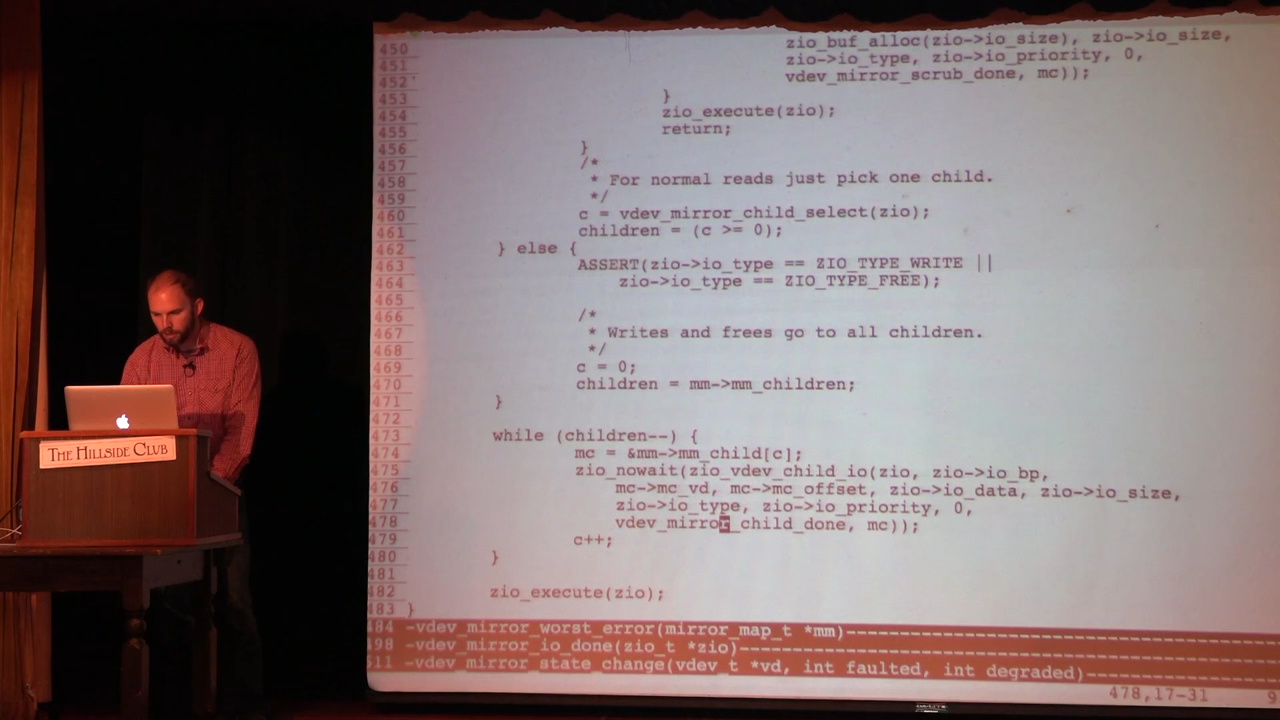 THE HILLSIDE CLUB
450 zio_buf_alloc(zio->io_size), zio->io_size,
451 zio->io_type, zio->io_priority, 0,
452 vdev_mirror_scrub_done, mc));
453 }
454 zio_execute(zio);
455 return;
456 }
457 /*
458 * For normal reads just pick one child.
459 */
460 c = vdev_mirror_child_select(zio);
461 children = (c >= 0);
462 } else {
463 ASSERT(zio->io_type == ZIO_TYPE_WRITE ||
464 zio->io_type == ZIO_TYPE_FREE);
465
466 /*
467 * Writes and frees go to all children.
468 */
469 c = 0;
470 children = mm->mm_children;
471 }
472
473 while (children--) {
474 mc = &mm->mm_child[c];
475 zio_nowait(zio_vdev_child_io(zio, zio->io_bp,
476 mc->mc_vd, mc->mc_offset, zio->io_data, zio->io_size,
477 zio->io_type, zio->io_priority, 0,
478 vdev_mirror_child_done, mc));
479 c++;
480 }
481
482 zio_execute(zio);
483 }
484 -vdev_mirror_worst_error(mirror_map_t *mm)---------------
498 -vdev_mirror_io_done(zio_t *zio)---------------
511 -vdev_mirror_state_change(vdev_t *vd, int faulted, int degraded)---------------
478,17-31 9